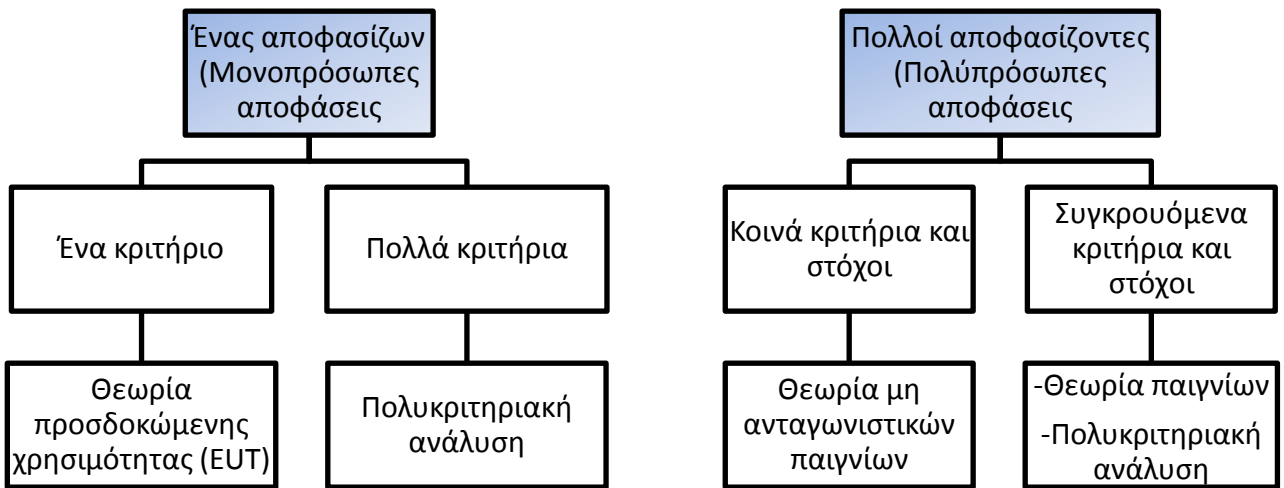 Ένας αποφασίζων
(Μονοπρόσωπες
αποφάσεις
Πολλοί αποφασίζοντες
(Πολύπρόσωπες
αποφάσεις
Ένα κριτήριο
Πολλά κριτήρια
Κοινά κριτήρια και
στόχοι
Συγκρουόμενα
κριτήρια και
στόχοι
Θεωρία
προσδοκώμενης
χρησιμότητας (EUT)
Πολυκριτηριακή
ανάλυση
Θεωρία μη
ανταγωνιστικών
παιγνίων
-Θεωρία παιγνίων
-Πολυκριτηριακή
ανάλυση